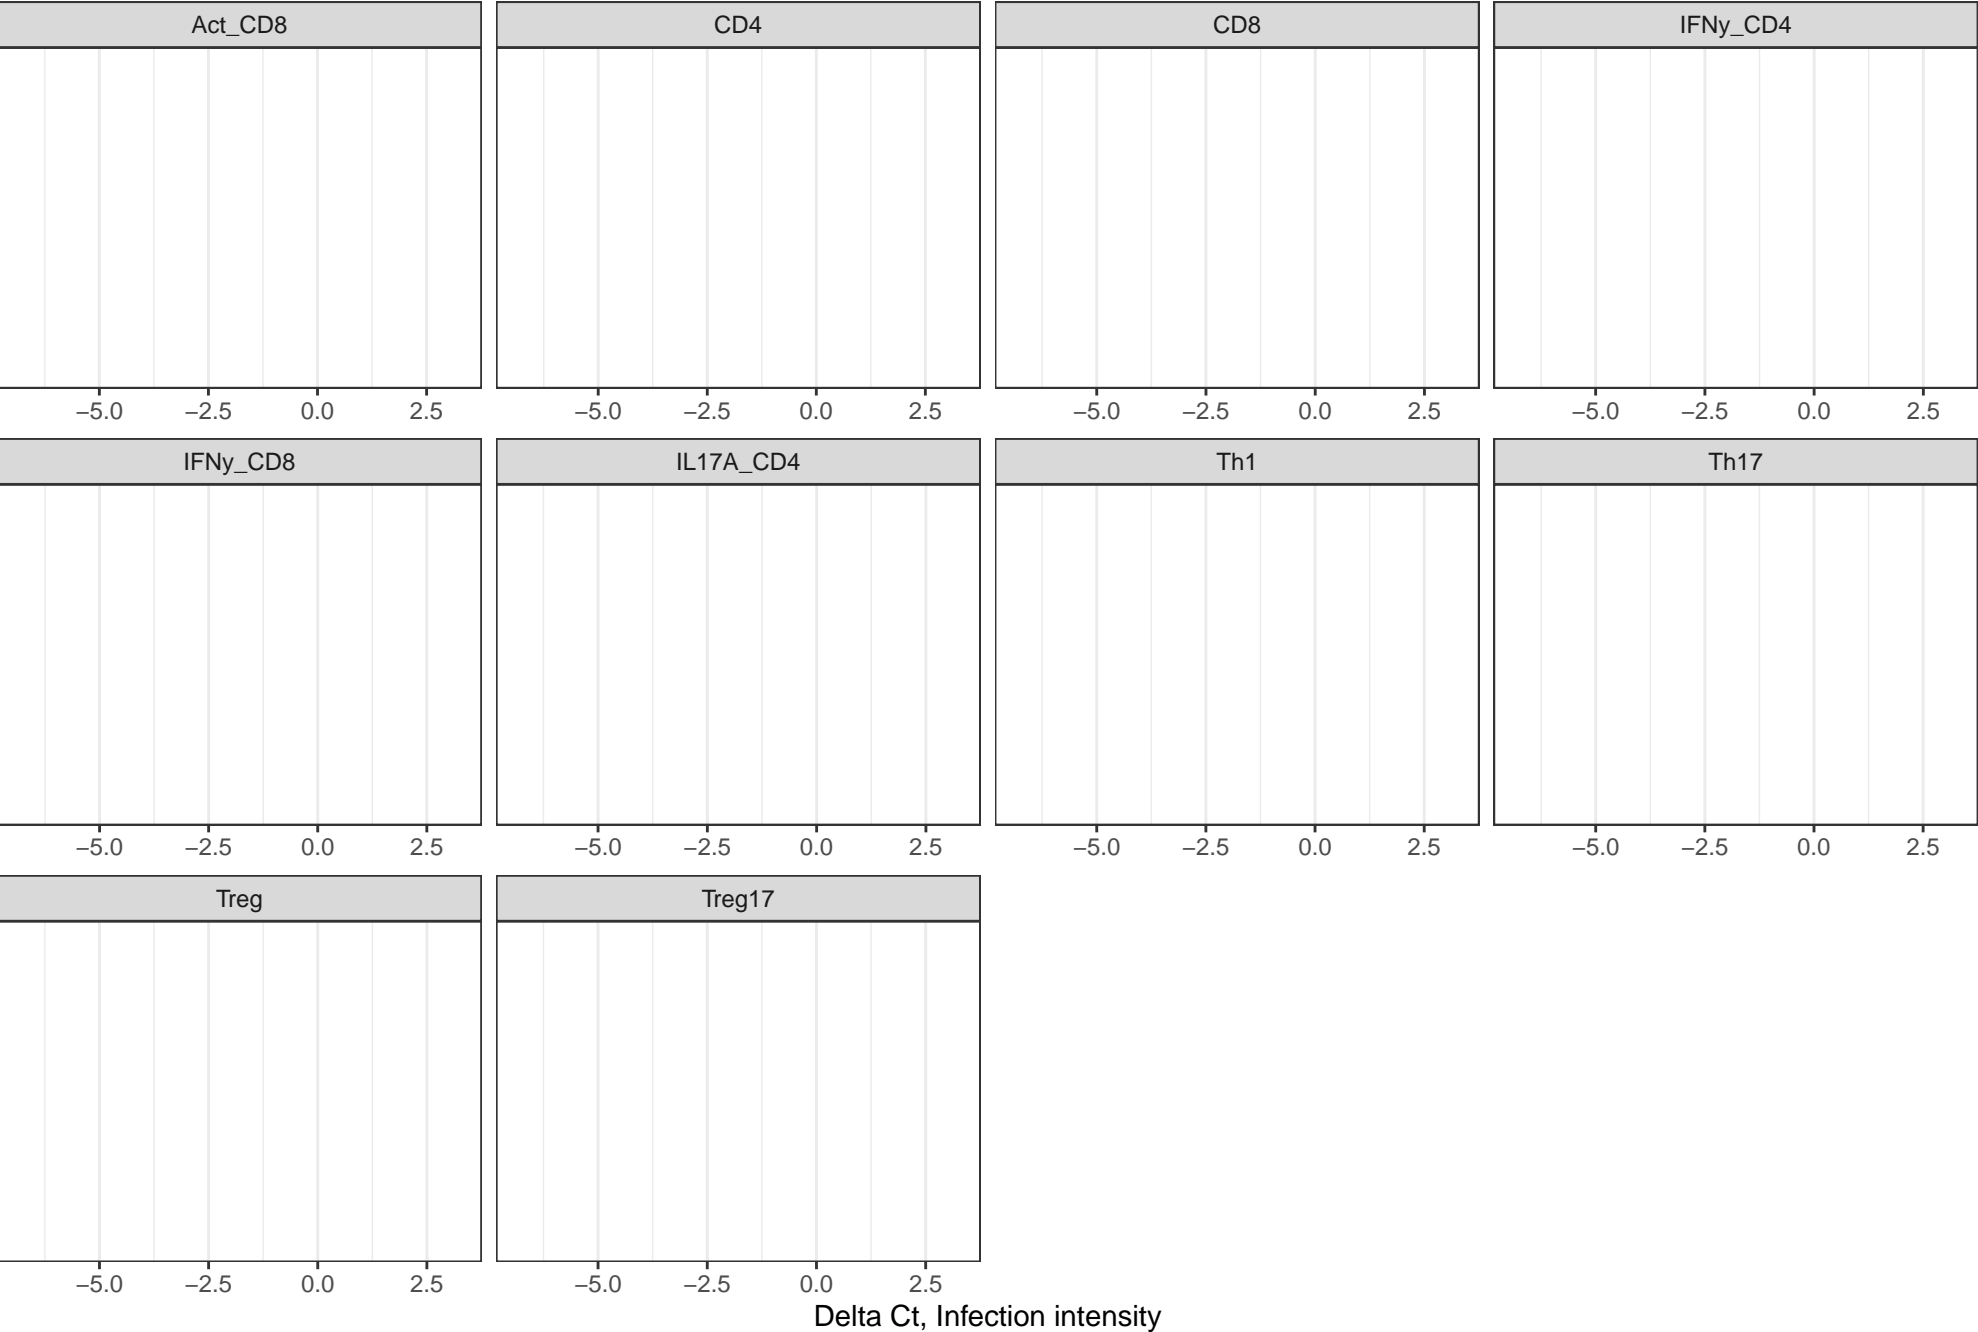 Act_CD8 CD4 CD8 IFNy_CD4
−5.0 −2.5 0.0 2.5 −5.0 −2.5 0.0 2.5 −5.0 −2.5 0.0 2.5 −5.0 −2.5 0.0 2.5
IFNy_CD8 IL17A_CD4 Th1 Th17
−5.0 −2.5 0.0 2.5 −5.0 −2.5 0.0 2.5 −5.0 −2.5 0.0 2.5 −5.0 −2.5 0.0 2.5
Treg Treg17
−5.0 −2.5 0.0 2.5 −5.0 −2.5 0.0 2.5
Delta Ct, Infection intensity